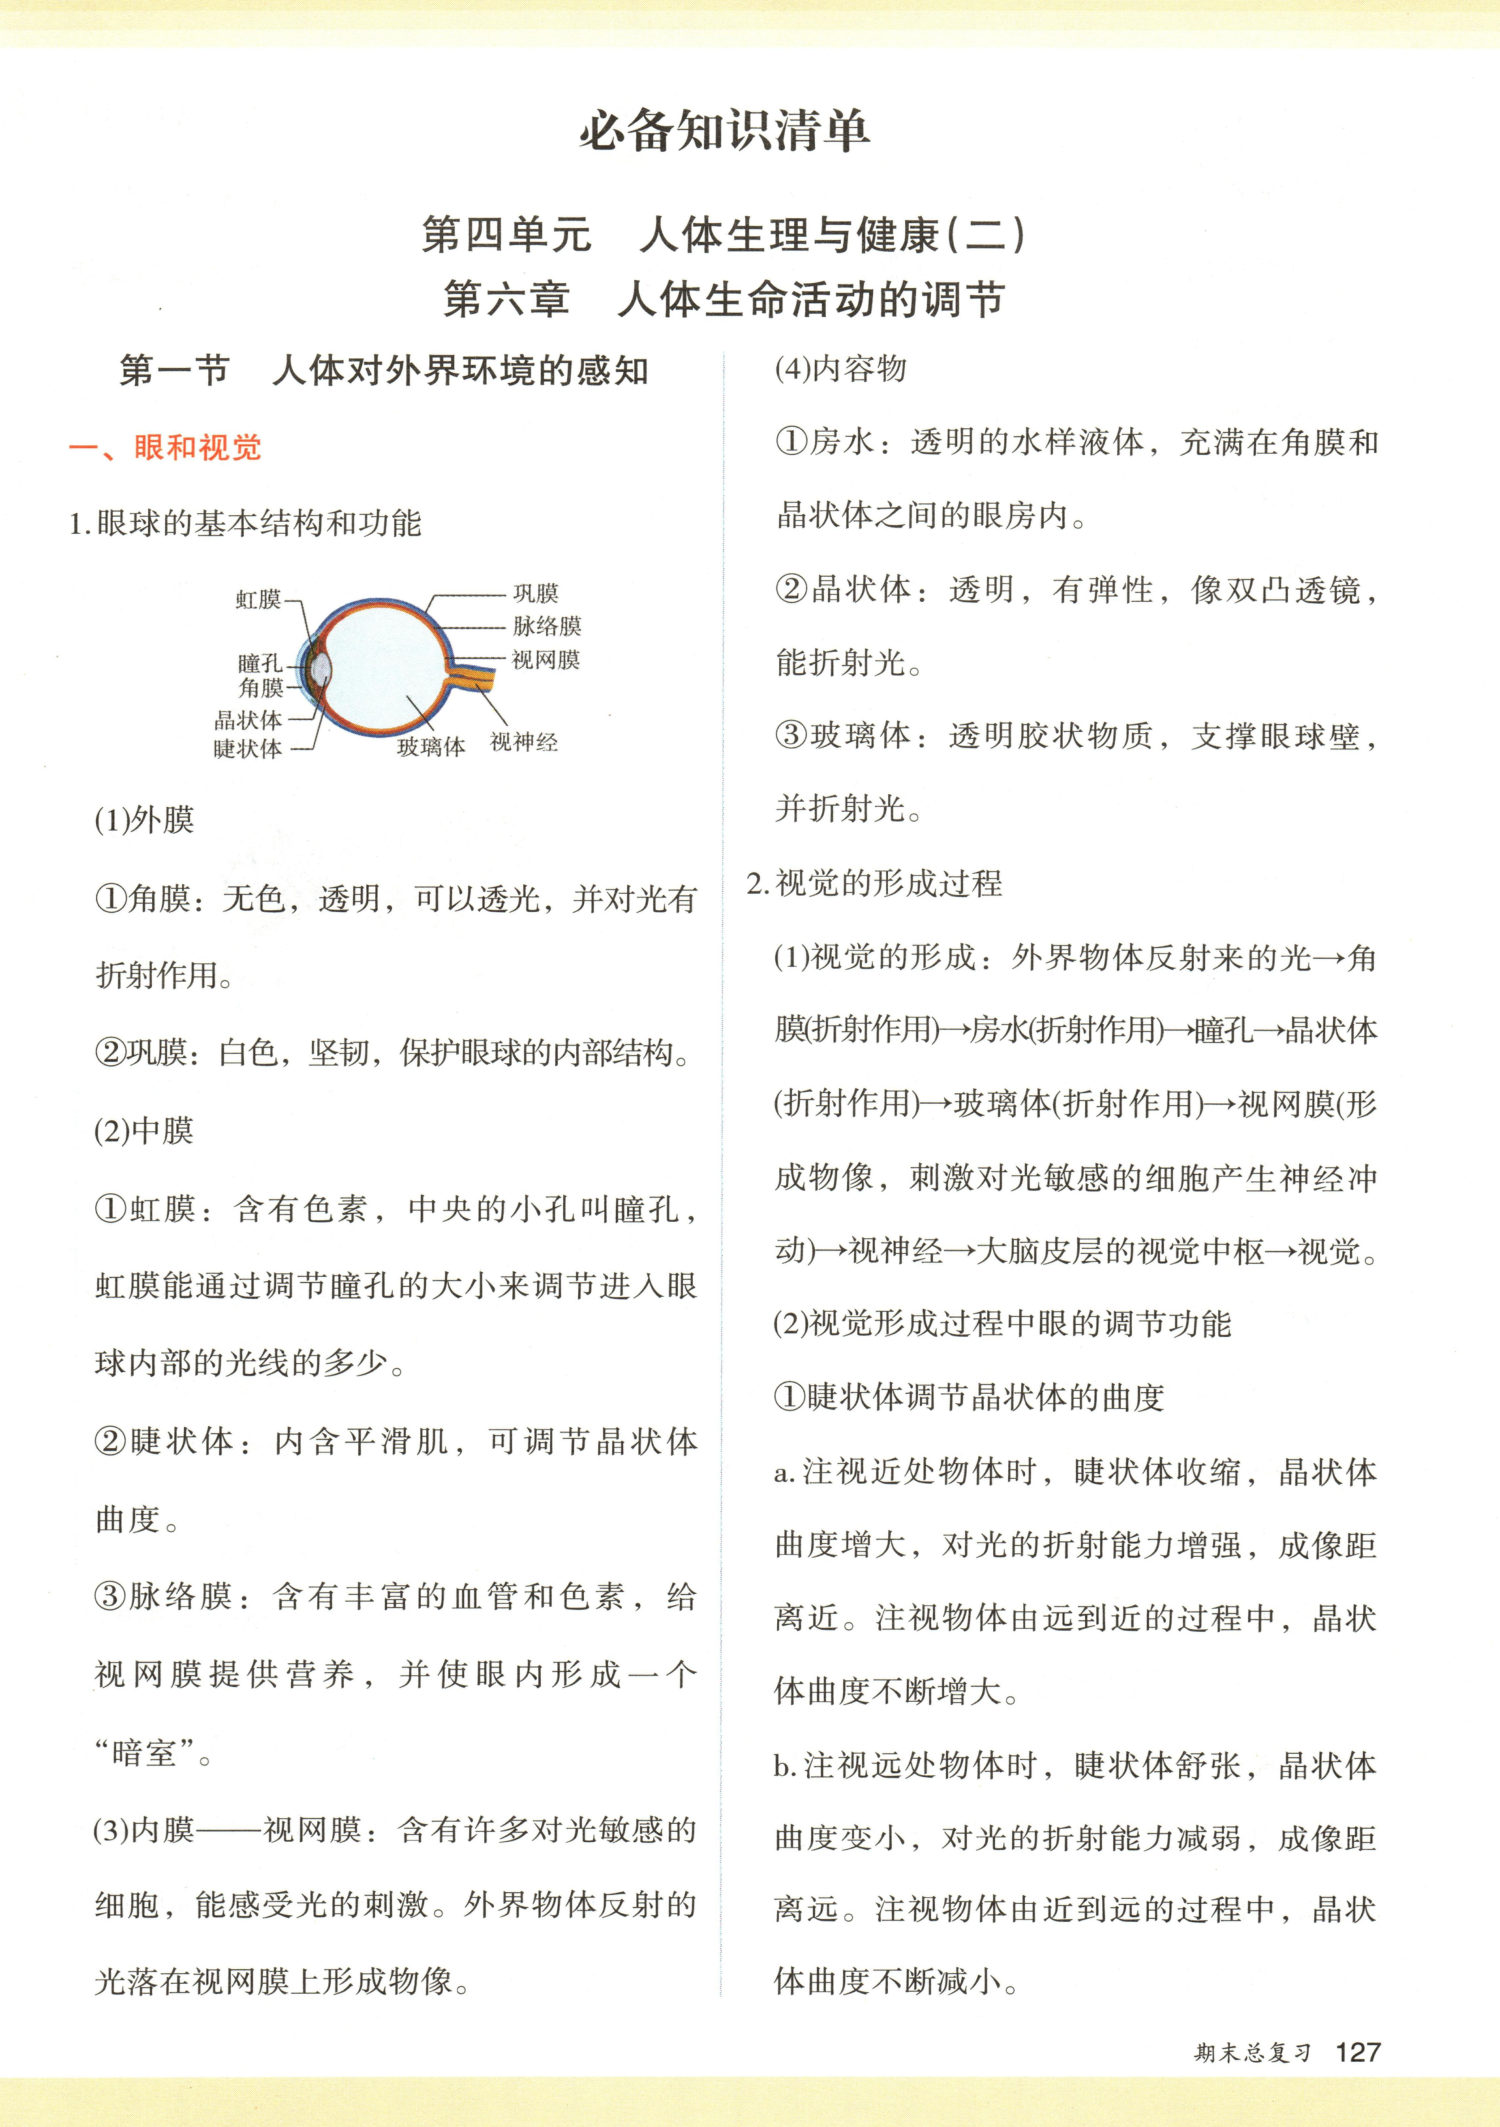 必备知识清单
第四单元 人体生理与健康(二)
第六章 人体生命活动的调节
第一节 人体对外界环境的感知
一、眼和视觉
1.眼球的基本结构和功能
虹膜
瞳孔
角膜
晶状体
睫状体
巩膜
脉络膜
视网膜
玻璃体
视神经
(1)外膜
①角膜：无色，透明，可以透光，并对光有
折射作用。
②巩膜：白色，坚韧，保护眼球的内部结构。
(2)中膜
①虹膜：含有色素，中央的小孔叫瞳孔，
虹膜能通过调节瞳孔的大小来调节进入眼
球内部的光线的多少。
②睫状体：内含平滑肌，可调节晶状体
曲度。
③脉络膜：含有丰富的血管和色素，给
视网膜提供营养，并使眼内形成一个
“暗室”。
(3)内膜——视网膜：含有许多对光敏感的
细胞，能感受光的刺激。外界物体反射的
光落在视网膜上形成物像。
(4)内容物
①房水：透明的水样液体，充满在角膜和
晶状体之间的眼房内。
②晶状体：透明，有弹性，像双凸透镜，
能折射光。
③玻璃体：透明胶状物质，支撑眼球壁，
并折射光。
2.视觉的形成过程
(1)视觉的形成：外界物体反射来的光→角
膜(折射作用)→房水(折射作用)→瞳孔→晶状体
(折射作用)→玻璃体(折射作用)→视网膜(形
成物像，刺激对光敏感的细胞产生神经冲
动)→视神经→大脑皮层的视觉中枢→视觉。
(2)视觉形成过程中眼的调节功能
①睫状体调节晶状体的曲度
a.注视近处物体时，睫状体收缩，晶状体
曲度增大，对光的折射能力增强，成像距
离近。注视物体由远到近的过程中，晶状
体曲度不断增大。
b.注视远处物体时，睫状体舒张，晶状体
曲度变小，对光的折射能力减弱，成像距
离远。注视物体由近到远的过程中，晶状
体曲度不断减小。
期末总复习 127